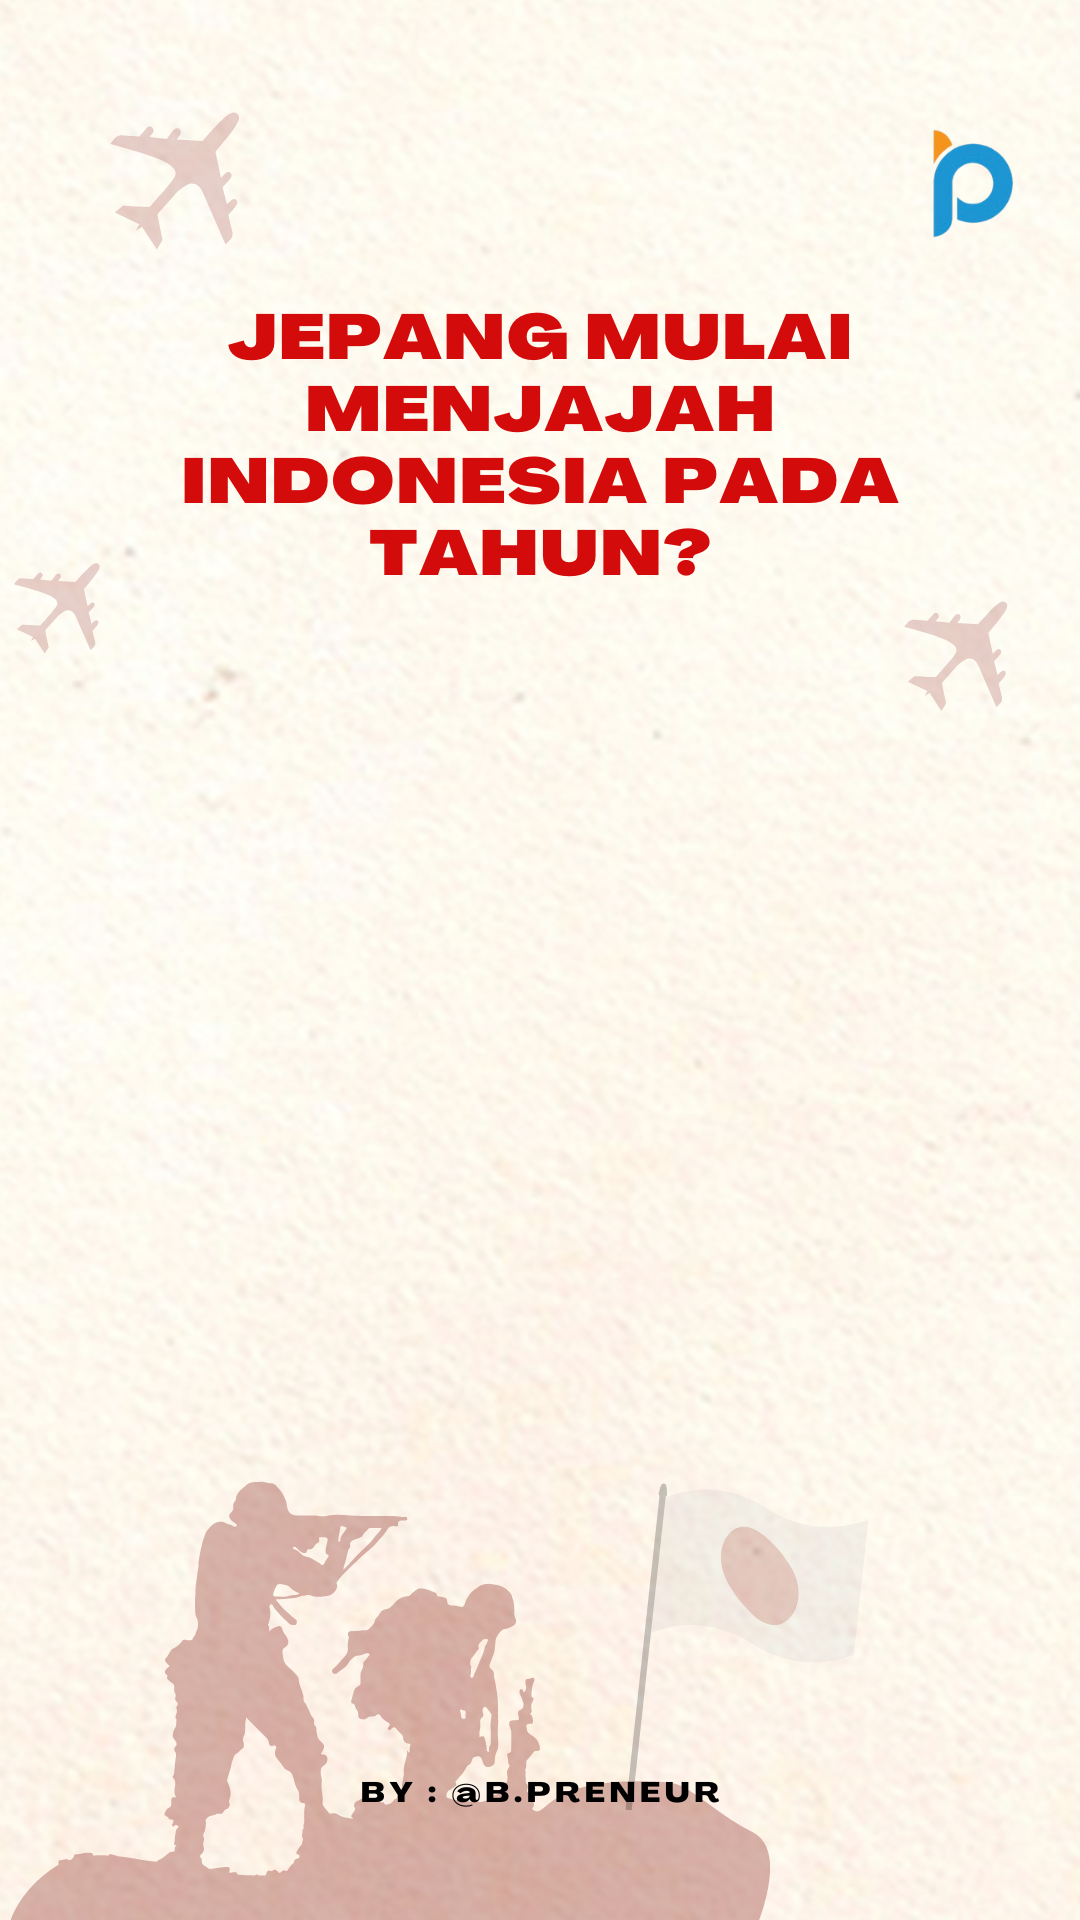 JEPANG MULAI
MENJAJAH
INDONESIA PADA
TAHUN?
BY : @B.PRENEUR